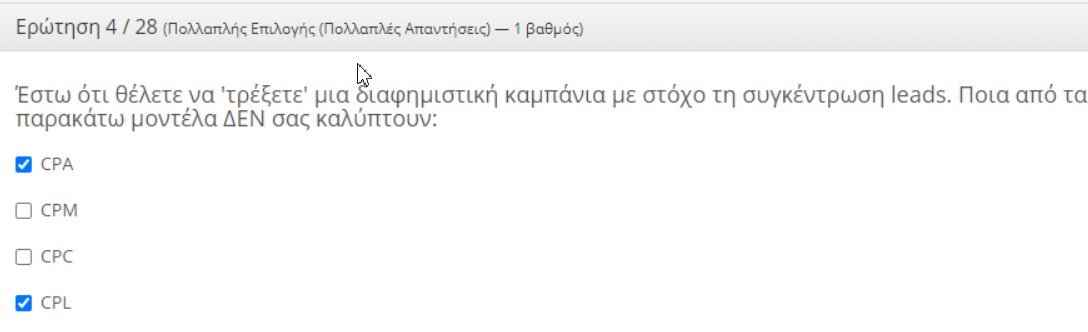 Ερώτηση 4 / 28 (Πολλαπλής Επιλογής (Πολλαπλές Απαντήσεις) — 1 βαθμός)
Έστω ότι θέλετε να 'τρέξετε' μια διαφημιστική καμπάνια με στόχο τη συγκέντρωση leads. Ποια από τα
παρακάτω μοντέλα ΔΕΝ σας καλύπτουν:
CPA
CPM
CPC
CPL